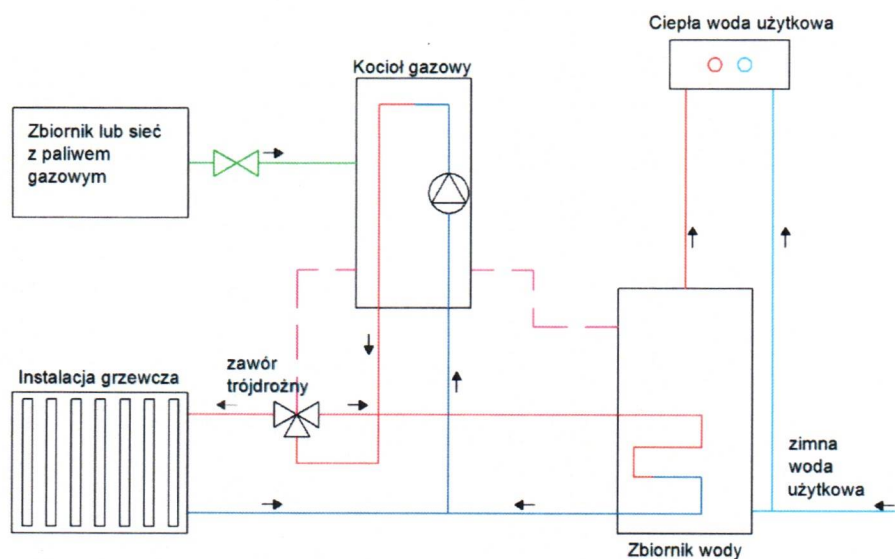 Ciepła woda użytkowa
Kocioł gazowy
Zbiornik lub sieć
z paliwem
gazowym
zawór
trójdrożny
Instalacja grzewcza
zimna
woda
użytkowa
Zbiornik wody